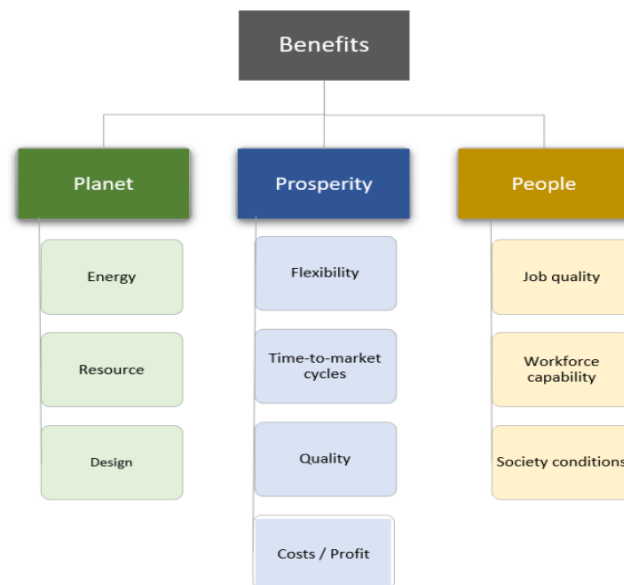 Benefits
Planet
Prosperity
People
Energy
Resource
Design
Flexibility
Time-to-market
cycles
Quality
Costs / Profit
Job quality
Workforce
capability
Society conditions